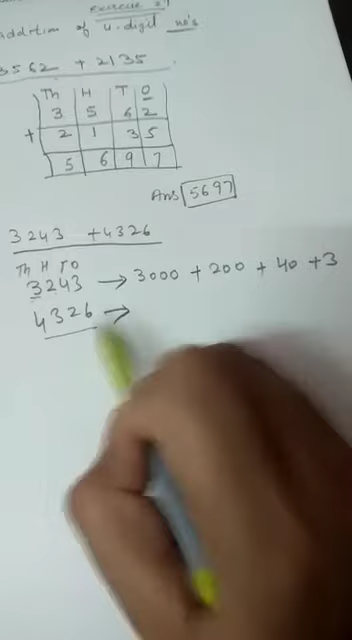 Exercise 2.1
addition of 4-digit no's
3562 + 2135
Th H T O
3 5 6 2
+ 2 1 3 5
5 6 9 7
Ans 5697
3243 +4326
Th H T O
3243 → 3000 + 200 + 40 +3
4326 →